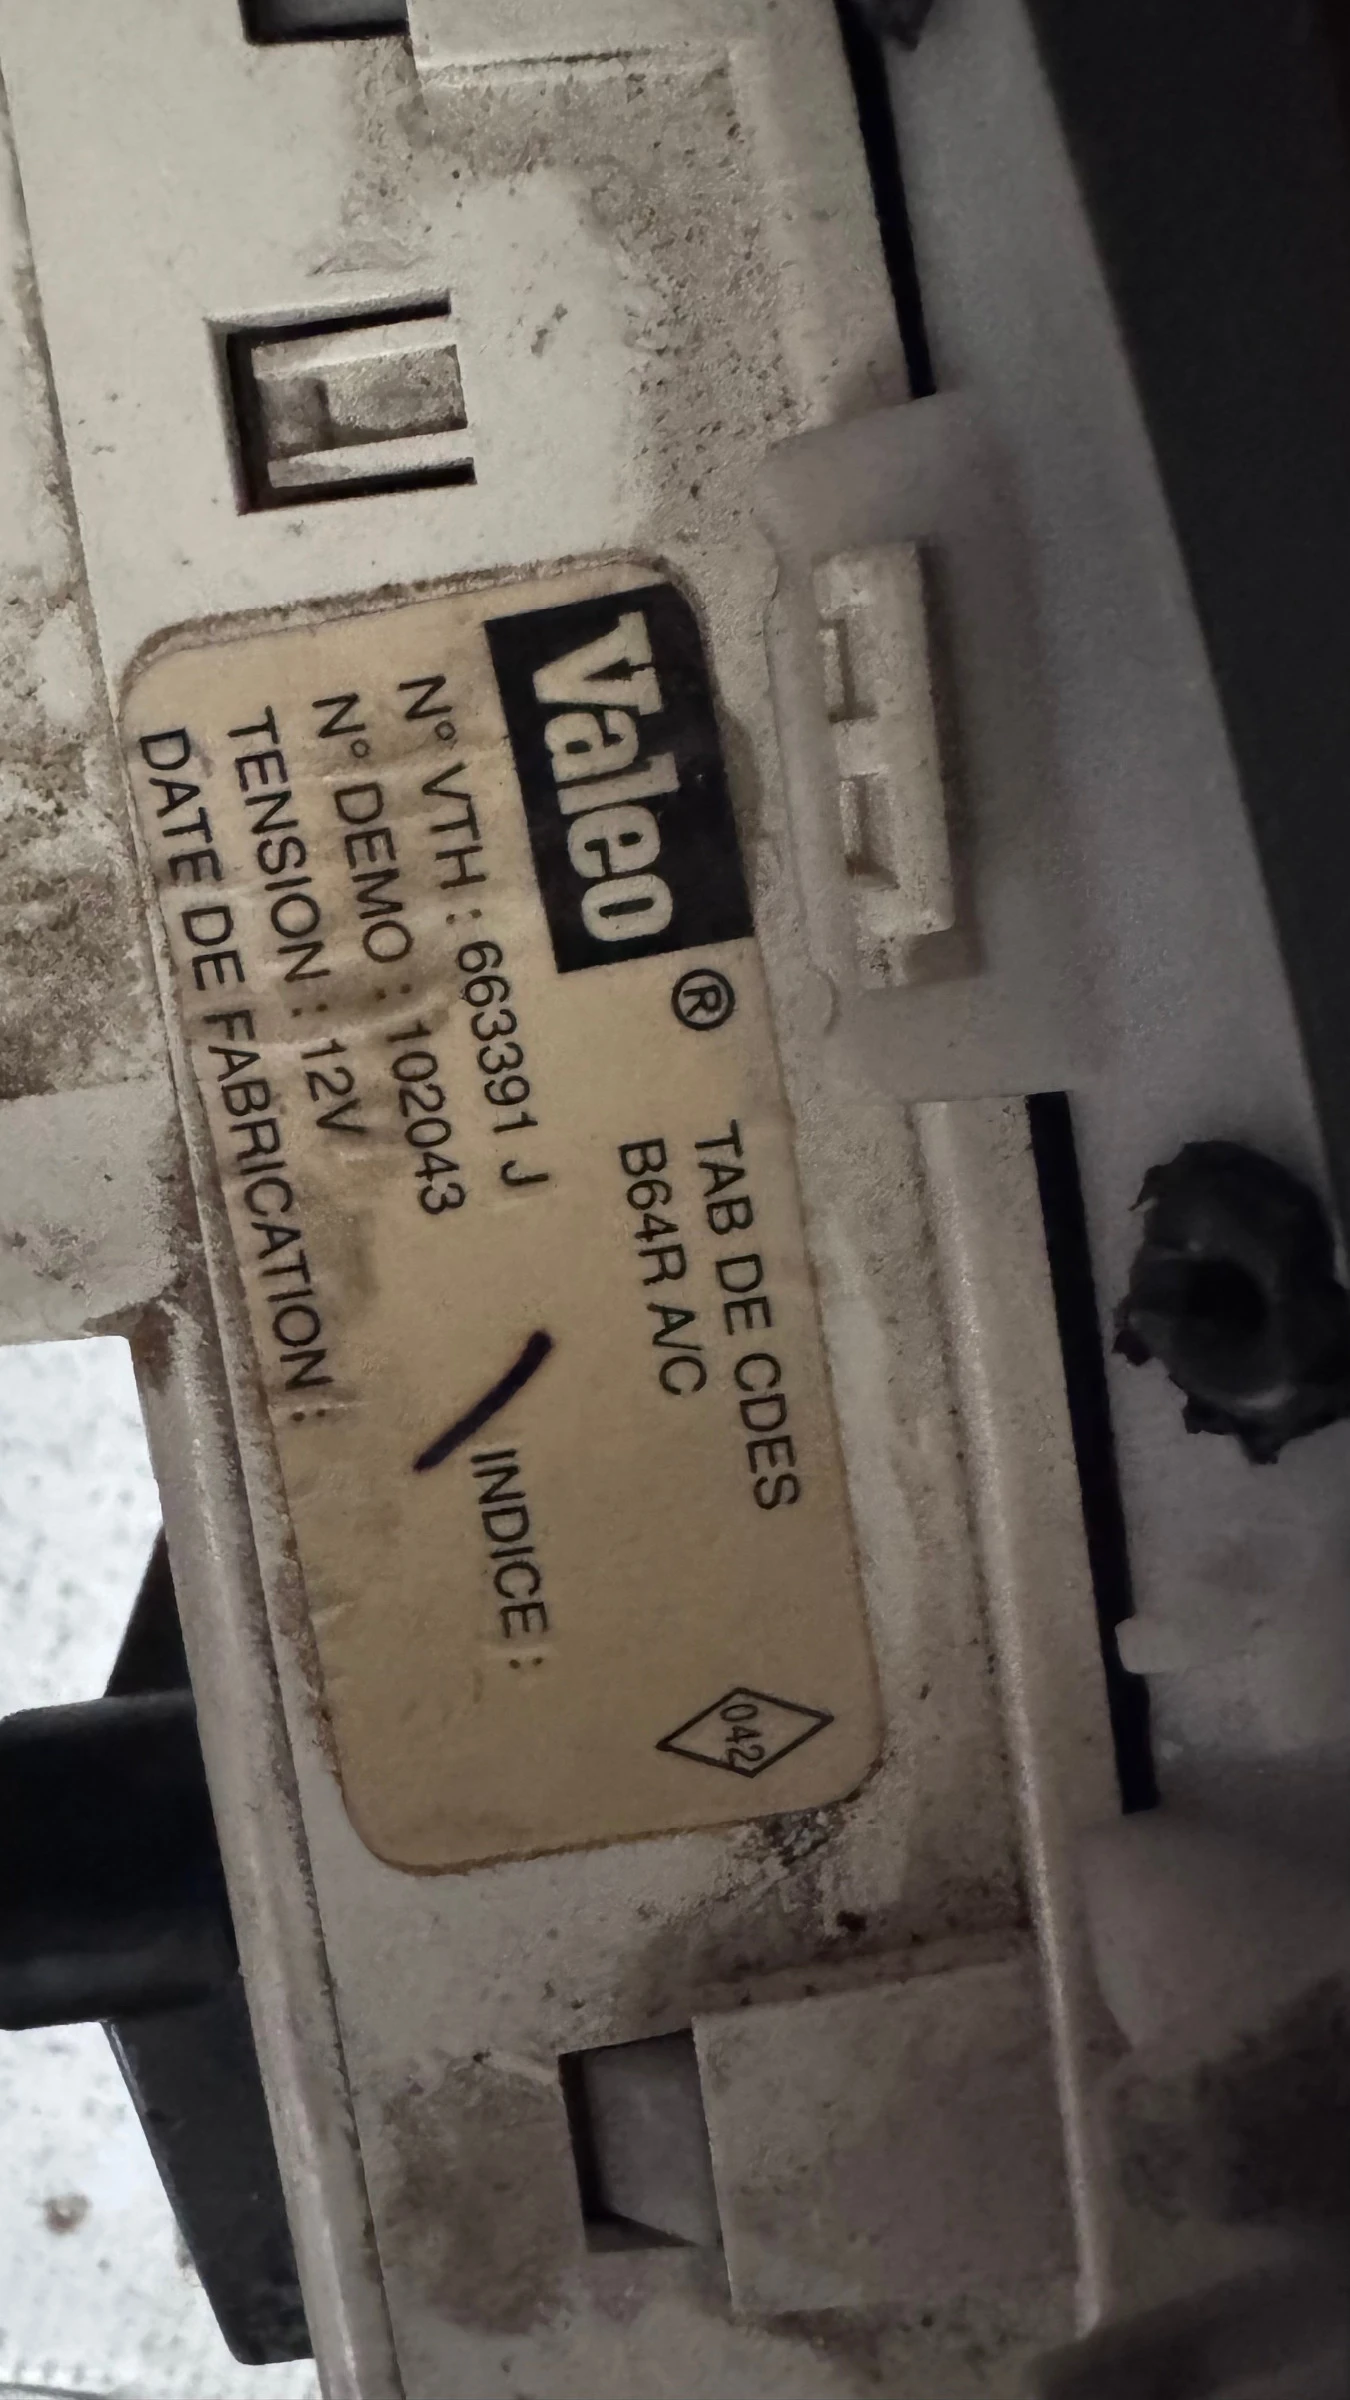 Valeo ®
TAB DE CDES
B64R A/C
042
N° VTH : 663391 J
INDICE :
N° DEMO : 102043
TENSION : 12V
DATE DE FABRICATION :